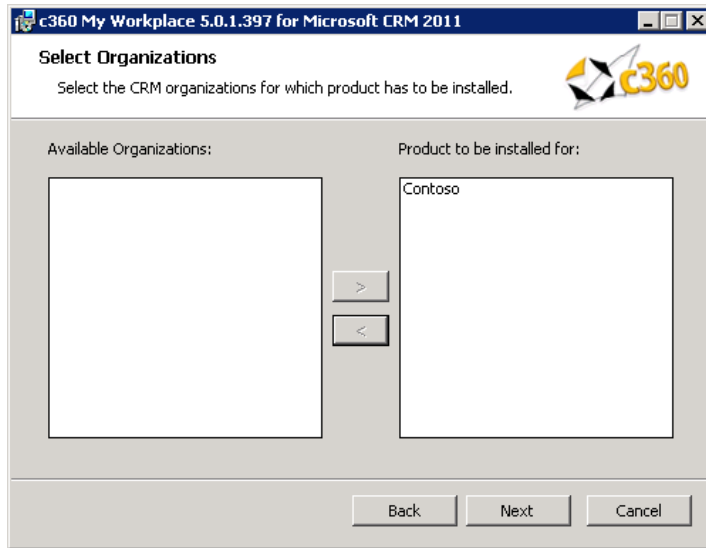 c360 My Workplace 5.0.1.397 for Microsoft CRM 2011
Select Organizations
Select the CRM organizations for which product has to be installed.
c360
Available Organizations:
Product to be installed for:
Contoso
>
<
Back
Next
Cancel